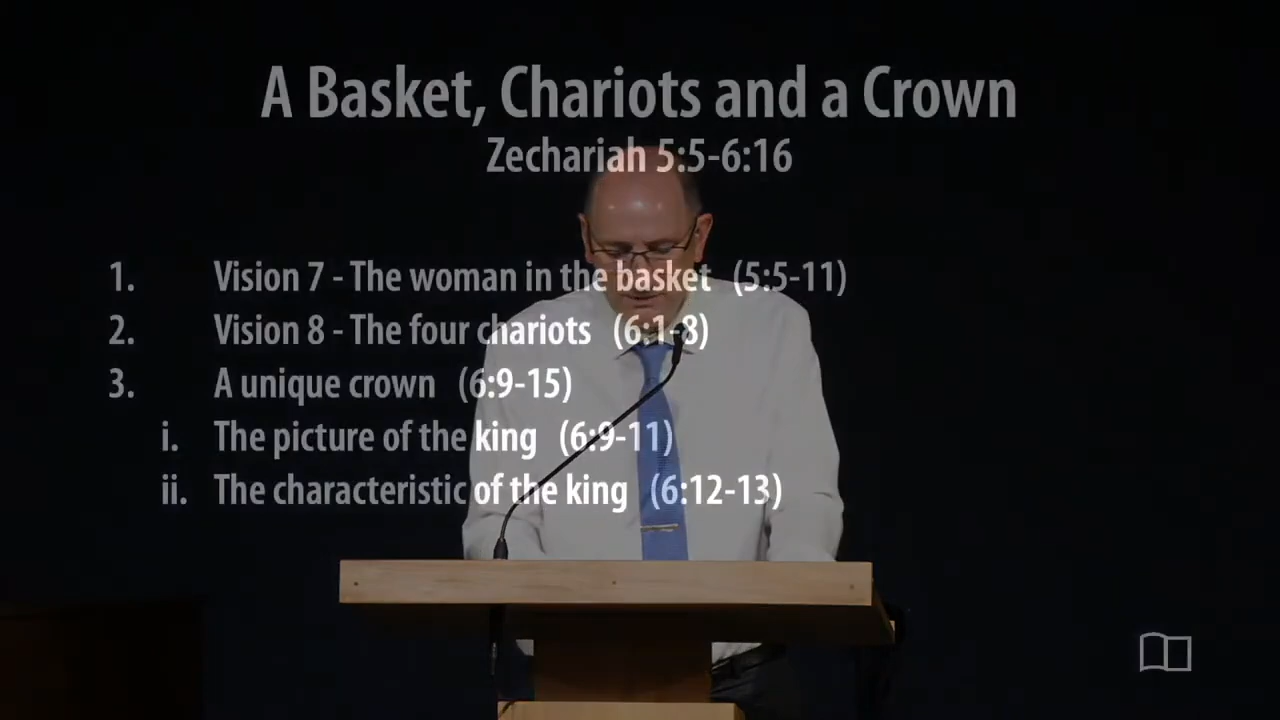 A Basket, Chariots and a Crown
Zechariah 5:5-6:16
1. Vision 7 - The woman in the basket (5:5-11)
2. Vision 8 - The four chariots (6:1-8)
3. A unique crown (6:9-15)
i. The picture of the king (6:9-11)
ii. The characteristic of the king (6:12-13)